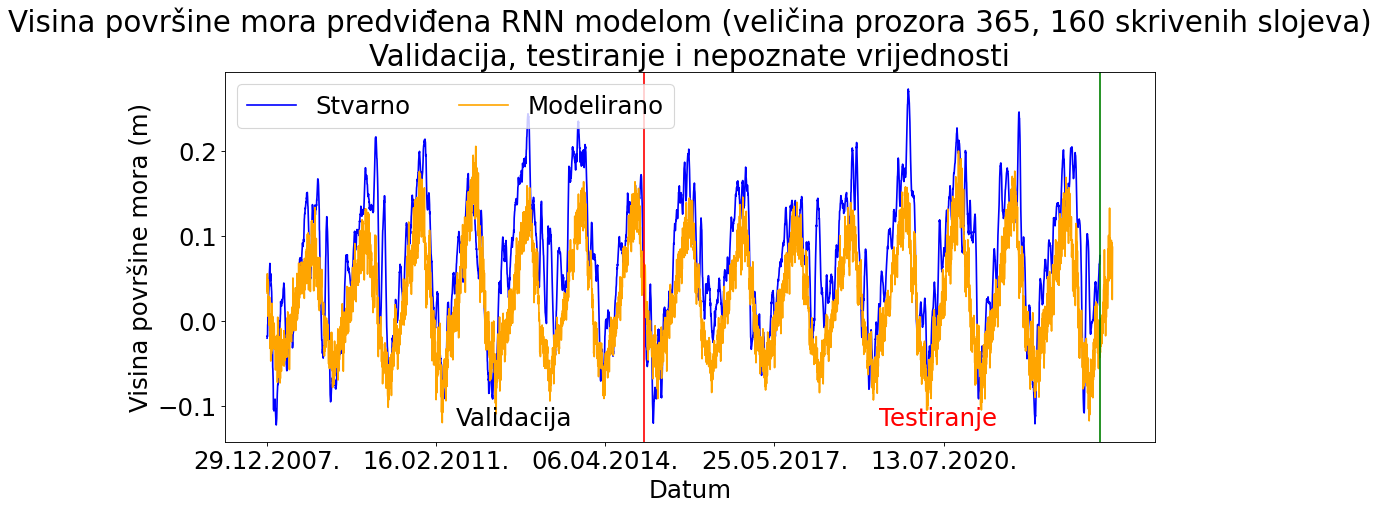 Visina površine mora predviđena RNN modelom (veličina prozora 365, 160 skrivenih slojeva)
Validacija, testiranje i nepoznate vrijednosti
Stvarno
Modelirano
Visina površine mora (m)
0.2
0.1
0.0
−0.1
Validacija
Testiranje
29.12.2007.
16.02.2011.
06.04.2014.
25.05.2017.
13.07.2020.
Datum